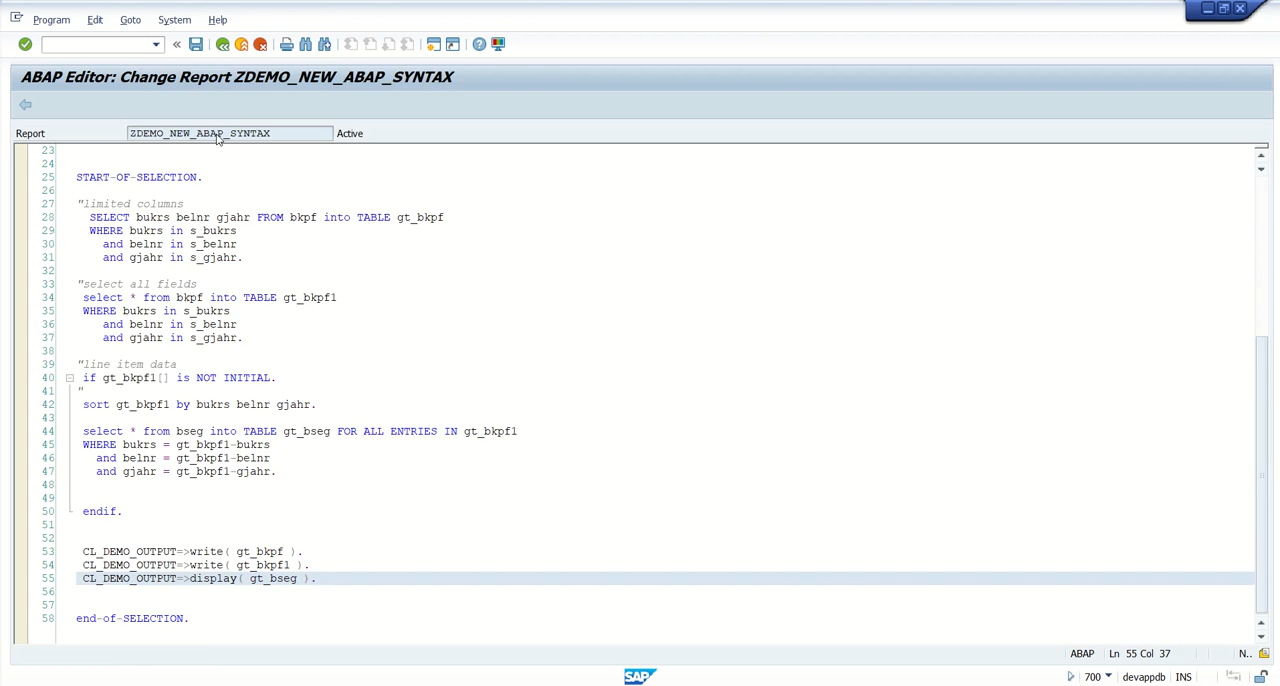 Program Edit Goto System Help
ABAP Editor: Change Report ZDEMO_NEW_ABAP_SYNTAX
Report ZDEMO_NEW_ABAP_SYNTAX Active
23
24
25 START-OF-SELECTION.
26
27 "limited columns
28 SELECT bukrs belnr gjahr FROM bkpf into TABLE gt_bkpf
29 WHERE bukrs in s_bukrs
30 and belnr in s_belnr
31 and gjahr in s_gjahr.
32
33 "select all fields
34 select * from bkpf into TABLE gt_bkpf1
35 WHERE bukrs in s_bukrs
36 and belnr in s_belnr
37 and gjahr in s_gjahr.
38
39 "line item data
40 if gt_bkpf1[] is NOT INITIAL.
41 "
42 sort gt_bkpf1 by bukrs belnr gjahr.
43
44 select * from bseg into TABLE gt_bseg FOR ALL ENTRIES IN gt_bkpf1
45 WHERE bukrs = gt_bkpf1-bukrs
46 and belnr = gt_bkpf1-belnr
47 and gjahr = gt_bkpf1-gjahr.
48
49
50 endif.
51
52
53 CL_DEMO_OUTPUT=>write( gt_bkpf ).
54 CL_DEMO_OUTPUT=>write( gt_bkpf1 ).
55 CL_DEMO_OUTPUT=>display( gt_bseg ).
56
57
58 end-of-SELECTION.
ABAP Ln 55 Col 37 N..
SAP 700 devappdb INS